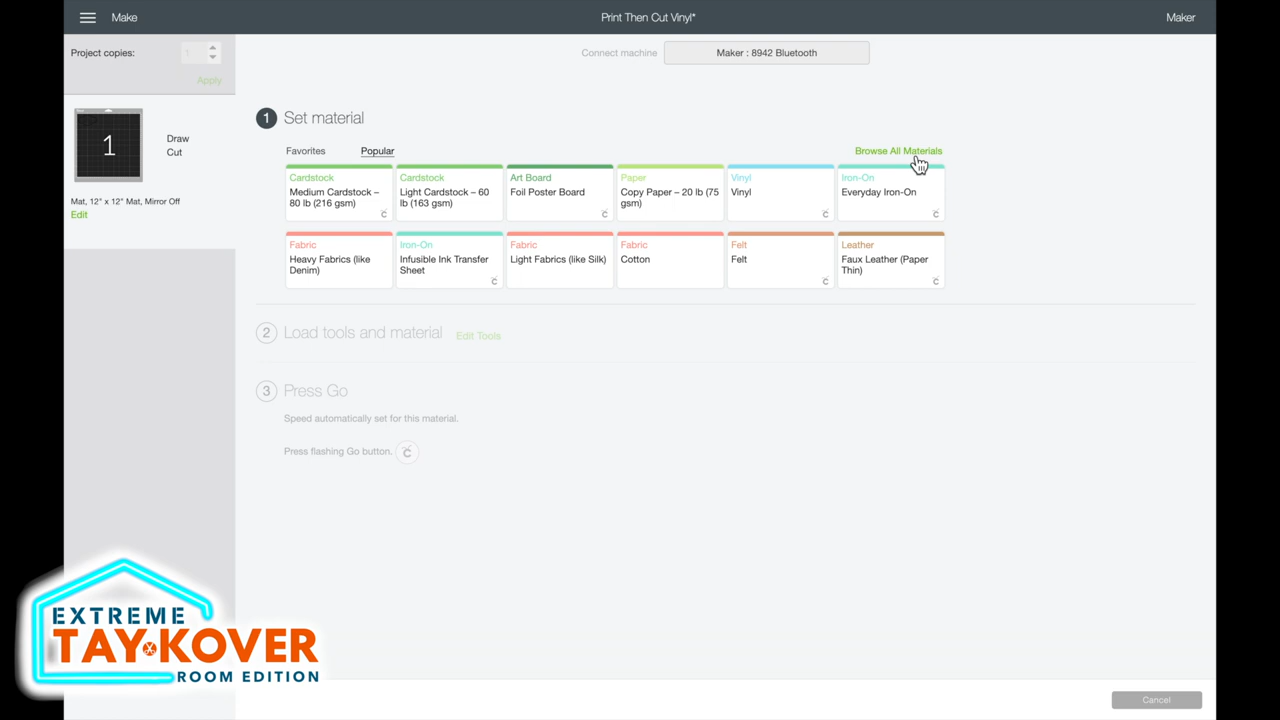 Make
Print Then Cut Vinyl*
Maker
Project copies:
1
Apply
Connect machine
Maker : 8942 Bluetooth
1
Draw
Cut
Mat, 12" x 12" Mat, Mirror Off
Edit
1 Set material
Favorites
Popular
Browse All Materials
Cardstock
Medium Cardstock –
80 lb (216 gsm)
Cardstock
Light Cardstock – 60
lb (163 gsm)
Art Board
Foil Poster Board
Paper
Copy Paper – 20 lb (75
gsm)
Vinyl
Vinyl
Iron-On
Everyday Iron-On
Fabric
Heavy Fabrics (like
Denim)
Iron-On
Infusible Ink Transfer
Sheet
Fabric
Light Fabrics (like Silk)
Fabric
Cotton
Felt
Felt
Leather
Faux Leather (Paper
Thin)
2 Load tools and material
Edit Tools
3 Press Go
Speed automatically set for this material.
Press flashing Go button.
EXTREME
TAY-KOVER
ROOM EDITION
Cancel